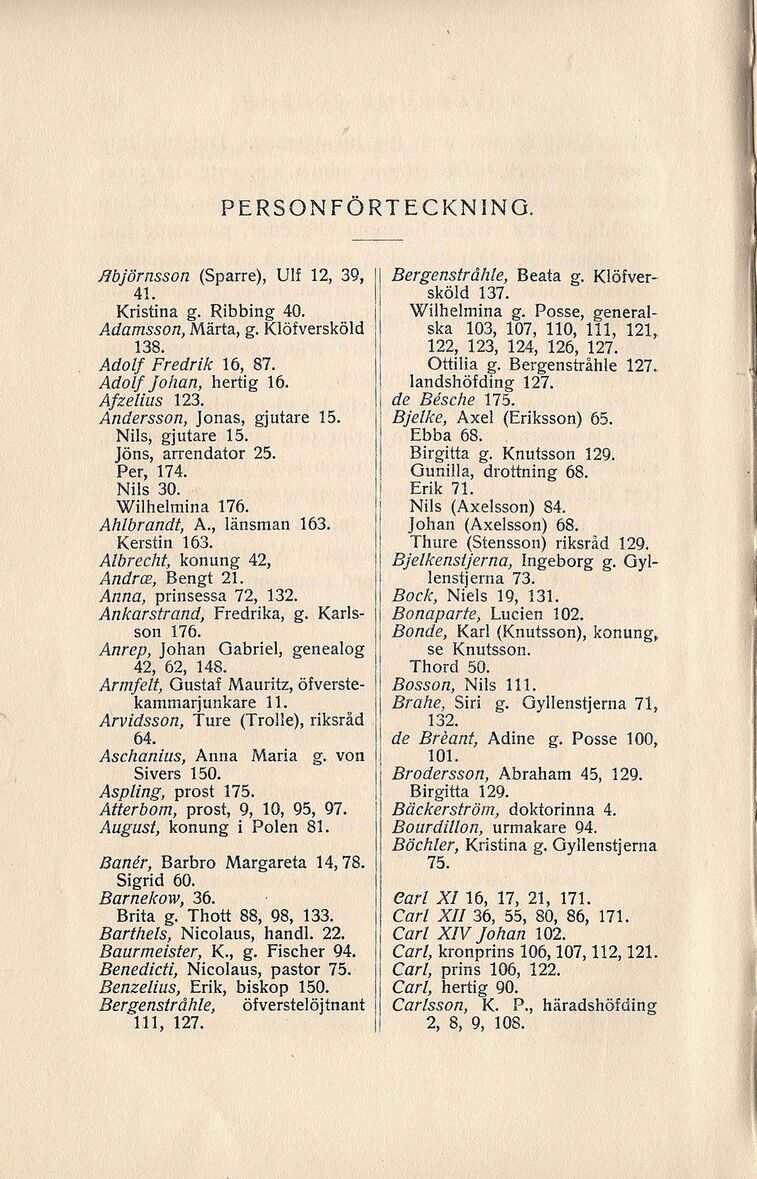 PERSONFÖRTECKNING.
Abjörnsson (Sparre), Ulf 12, 39,
41.
Kristina g. Ribbing 40.
Adamsson, Märta, g. Klöfversköld
138.
Adolf Fredrik 16, 87.
Adolf Johan, hertig 16.
Afzelius 123.
Andersson, Jonas, gjutare 15.
Nils, gjutare 15.
Jöns, arrendator 25.
Per, 174.
Nils 30.
Wilhelmina 176.
Ahlbrandt, A., länsman 163.
Kerstin 163.
Albrecht, konung 42,
Andræ, Bengt 21.
Anna, prinsessa 72, 132.
Ankarstrand, Fredrika, g. Karls-
son 176.
Anrep, Johan Gabriel, genealog
42, 62, 148.
Armfelt, Gustaf Mauritz, öfverste-
kammarjunkare 11.
Arvidsson, Ture (Trolle), riksråd
64.
Aschanius, Anna Maria g. von
Sivers 150.
Aspling, prost 175.
Atterbom, prost, 9, 10, 95, 97.
August, konung i Polen 81.
Banér, Barbro Margareta 14, 78.
Sigrid 60.
Barnekow, 36.
Brita g. Thott 88, 98, 133.
Barthels, Nicolaus, handl. 22.
Baurmeister, K., g. Fischer 94.
Benedicti, Nicolaus, pastor 75.
Benzelius, Erik, biskop 150.
Bergenstråhle, öfverstelöjtnant
111, 127.
Bergenstråhle, Beata g. Klöfver-
sköld 137.
Wilhelmina g. Posse, general-
ska 103, 107, 110, 111, 121,
122, 123, 124, 126, 127.
Ottilia g. Bergenstråhle 127.
landshöfding 127.
de Bésche 175.
Bjelke, Axel (Eriksson) 65.
Ebba 68.
Birgitta g. Knutsson 129.
Gunilla, drottning 68.
Erik 71.
Nils (Axelsson) 84.
Johan (Axelsson) 68.
Thure (Stensson) riksråd 129.
Bjelkenstjerna, Ingeborg g. Gyl-
lenstjerna 73.
Bock, Niels 19, 131.
Bonaparte, Lucien 102.
Bonde, Karl (Knutsson), konung,
se Knutsson.
Thord 50.
Bosson, Nils 111.
Brahe, Siri g. Gyllenstjerna 71,
132.
de Brèant, Adine g. Posse 100,
101.
Brodersson, Abraham 45, 129.
Birgitta 129.
Bäckerström, doktorinna 4.
Bourdillon, urmakare 94.
Böchler, Kristina g. Gyllenstjerna
75.
Carl XI 16, 17, 21, 171.
Carl XII 36, 55, 80, 86, 171.
Carl XIV Johan 102.
Carl, kronprins 106, 107, 112, 121.
Carl, prins 106, 122.
Carl, hertig 90.
Carlsson, K. P., häradshöfding
2, 8, 9, 108.